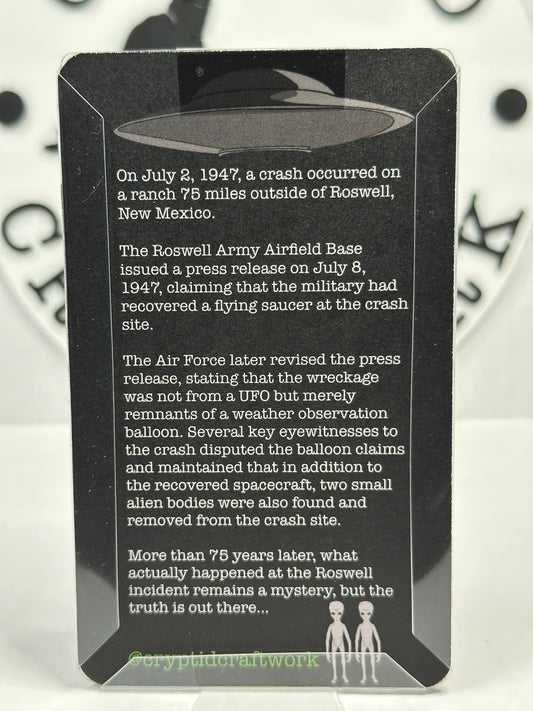 On July 2, 1947, a crash occurred on
a ranch 75 miles outside of Roswell,
New Mexico.
The Roswell Army Airfield Base
issued a press release on July 8,
1947, claiming that the military had
recovered a flying saucer at the crash
site.
The Air Force later revised the press
release, stating that the wreckage
was not from a UFO but merely
remnants of a weather observation
balloon. Several key eyewitnesses to
the crash disputed the balloon claims
and maintained that in addition to
the recovered spacecraft, two small
alien bodies were also found and
removed from the crash site.
More than 75 years later, what
actually happened at the Roswell
incident remains a mystery, but the
truth is out there...
@cryptidcraftwork